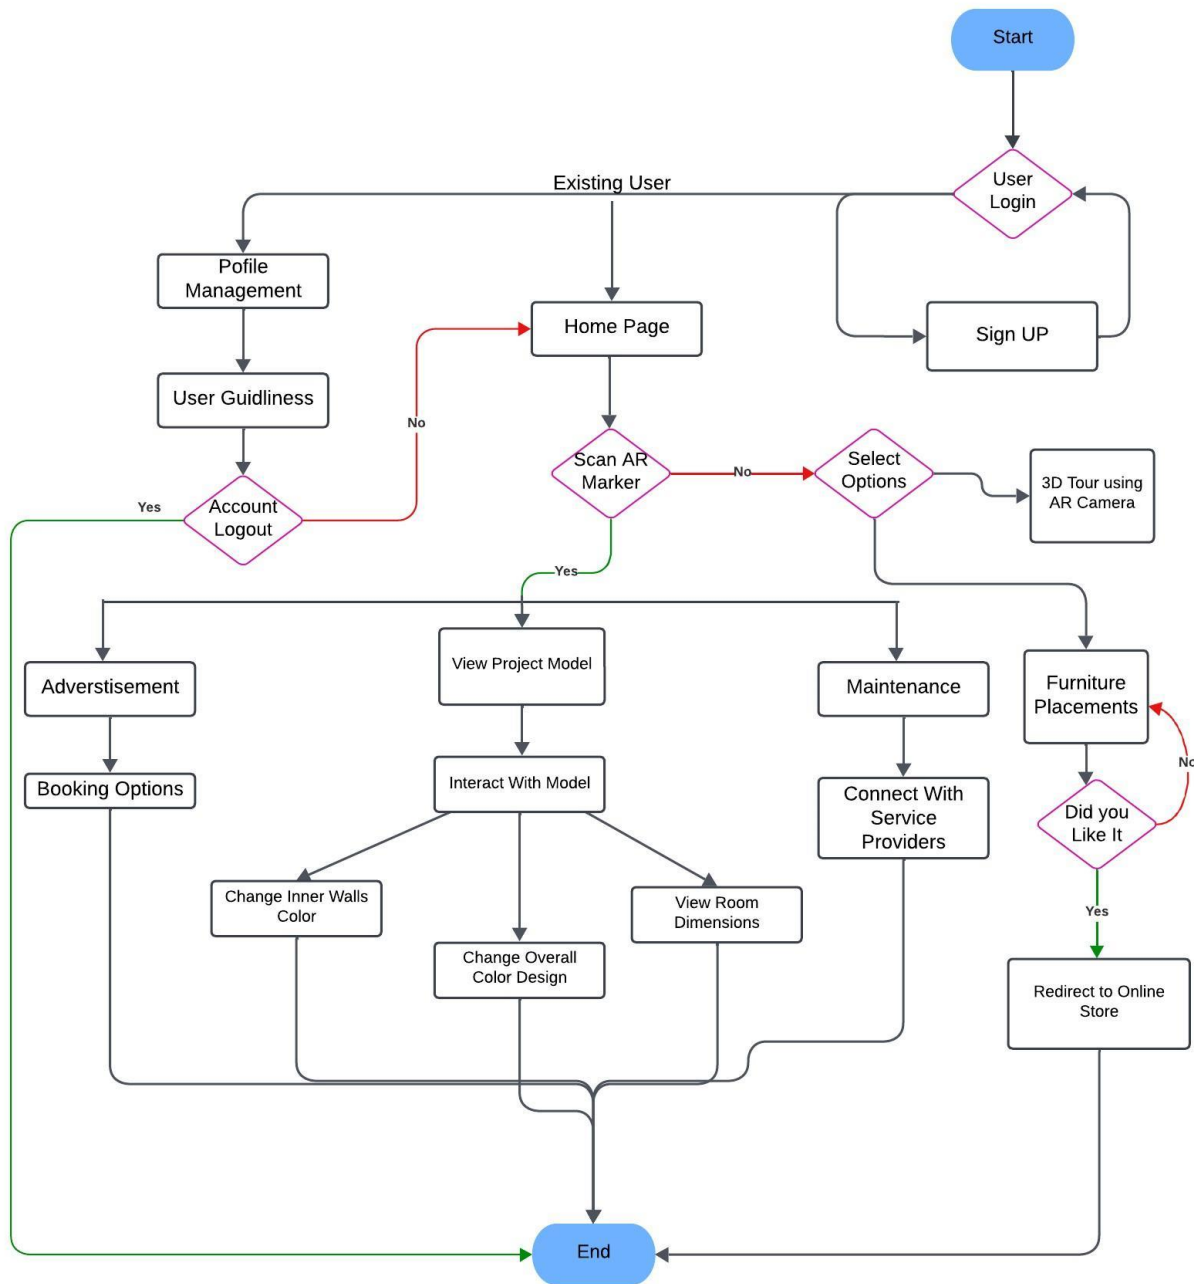 Start
User
Login
Existing User
Pofile
Management
Home Page
Sign UP
User Guidliness
No
Scan AR
Marker
No
Select
Options
3D Tour using
AR Camera
Yes
Account
Logout
Yes
Adverstisement
View Project Model
Maintenance
Furniture
Placements
No
Booking Options
Interact With Model
Connect With
Service
Providers
Did you
Like It
Change Inner Walls
Color
View Room
Dimensions
Yes
Change Overall
Color Design
Redirect to Online
Store
End